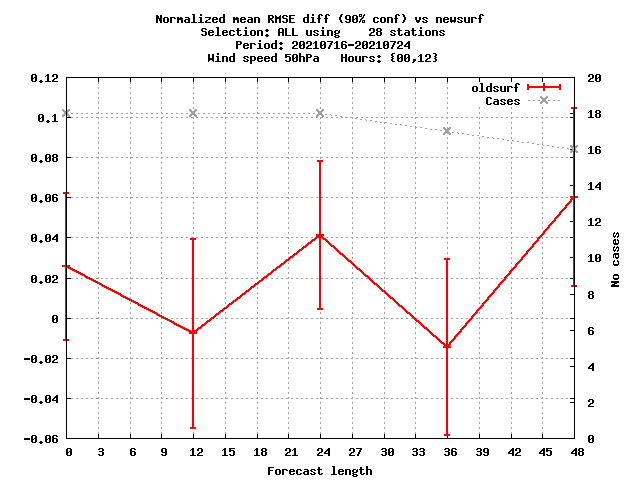 Normalized mean RMSE diff (90% conf) vs newsurf
Selection: ALL using    28 stations
Period: 20210716-20210724
Wind speed 50hPa   Hours: {00,12}
oldsurf
Cases
0.12
0.1
0.08
0.06
0.04
0.02
0
-0.02
-0.04
-0.06
20
18
16
14
12
10
8
6
4
2
0
No cases
0 3 6 9 12 15 18 21 24 27 30 33 36 39 42 45 48
Forecast length